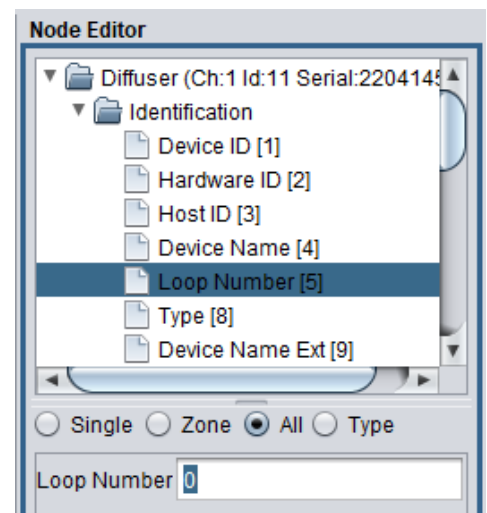 Node Editor
Diffuser (Ch:1 Id:11 Serial:2204145
Identification
Device ID [1]
Hardware ID [2]
Host ID [3]
Device Name [4]
Loop Number [5]
Type [8]
Device Name Ext [9]
Single Zone All Type
Loop Number 0